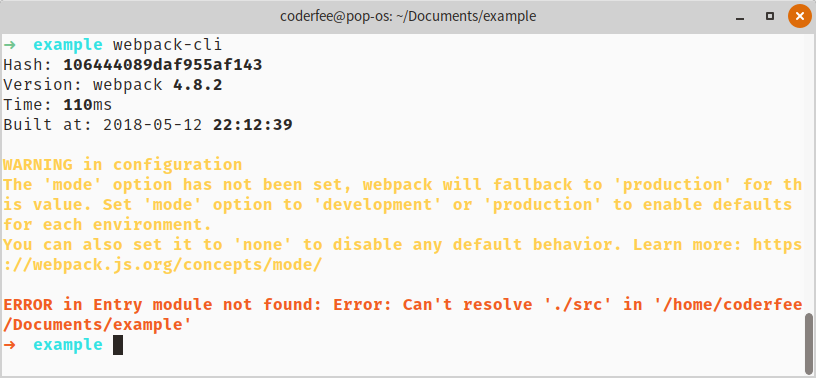 coderfee@pop-os: ~/Documents/example
➜  example webpack-cli
Hash: 106444089daf955af143
Version: webpack 4.8.2
Time: 110ms
Built at: 2018-05-12 22:12:39
WARNING in configuration
The 'mode' option has not been set, webpack will fallback to 'production' for th
is value. Set 'mode' option to 'development' or 'production' to enable defaults
for each environment.
You can also set it to 'none' to disable any default behavior. Learn more: https
://webpack.js.org/concepts/mode/
ERROR in Entry module not found: Error: Can't resolve './src' in '/home/coderfee
/Documents/example'
➜  example